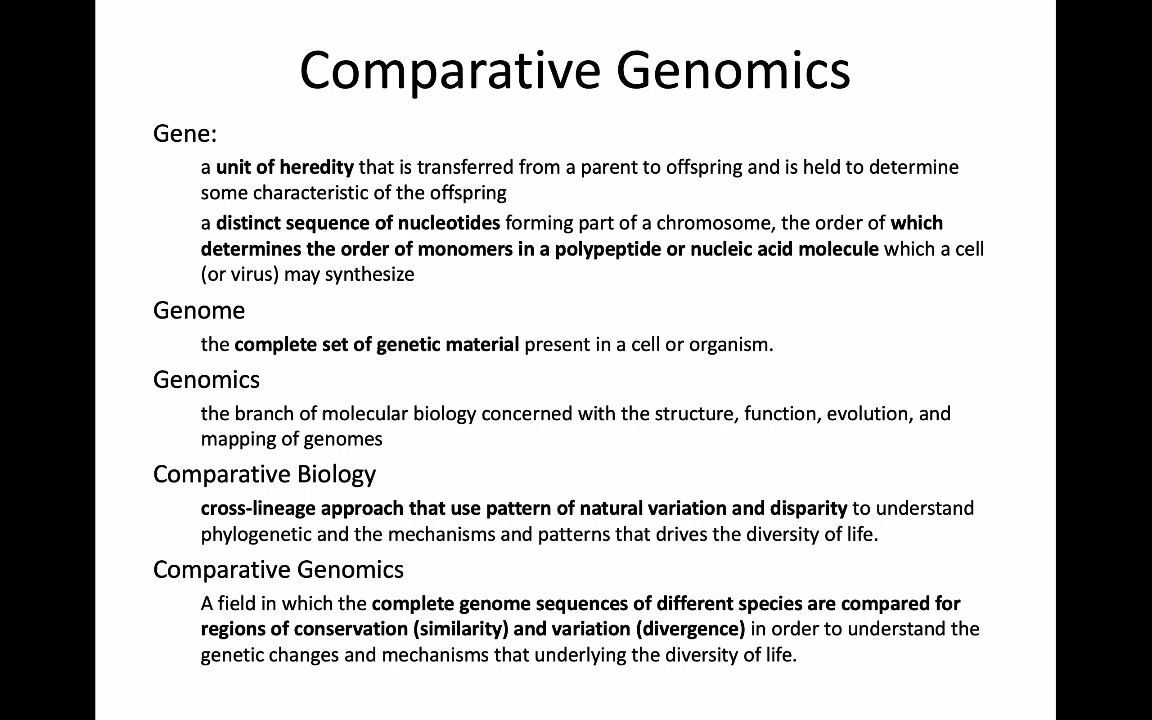 Comparative Genomics
Gene:
a unit of heredity that is transferred from a parent to offspring and is held to determine
some characteristic of the offspring
a distinct sequence of nucleotides forming part of a chromosome, the order of which
determines the order of monomers in a polypeptide or nucleic acid molecule which a cell
(or virus) may synthesize
Genome
the complete set of genetic material present in a cell or organism.
Genomics
the branch of molecular biology concerned with the structure, function, evolution, and
mapping of genomes
Comparative Biology
cross-lineage approach that use pattern of natural variation and disparity to understand
phylogenetic and the mechanisms and patterns that drives the diversity of life.
Comparative Genomics
A field in which the complete genome sequences of different species are compared for
regions of conservation (similarity) and variation (divergence) in order to understand the
genetic changes and mechanisms that underlying the diversity of life.